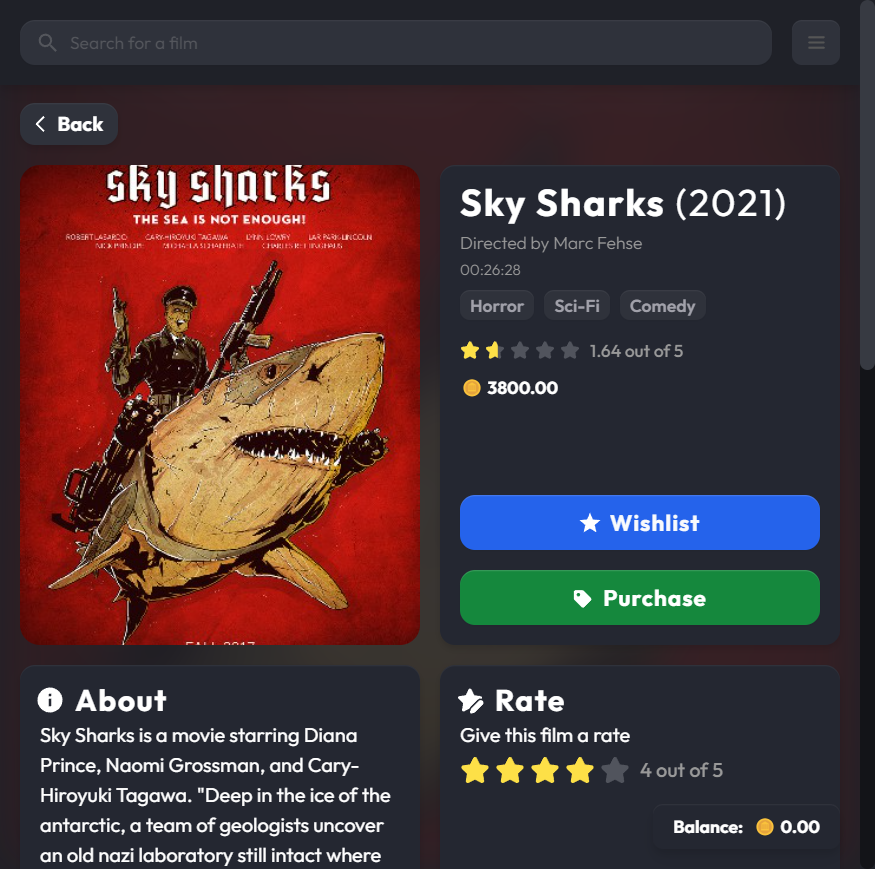 Search for a film
Back
sky sharks
THE SEA IS NOT ENOUGH!
ROBERT LASARDO CARY-HIROYUKI TAGAWA LYNN LOWRY LAR PARK-LINCOLN
NICK PRINCIPE MICHAELA SCHAFFRATH CHARLES RETTINGHAUS
FALL 2017
Sky Sharks (2021)
Directed by Marc Fehse
00:26:28
Horror Sci-Fi Comedy
1.64 out of 5
3800.00
Wishlist
Purchase
About
Sky Sharks is a movie starring Diana
Prince, Naomi Grossman, and Cary-
Hiroyuki Tagawa. "Deep in the ice of the
antarctic, a team of geologists uncover
an old nazi laboratory still intact where
Rate
Give this film a rate
4 out of 5
Balance: 0.00